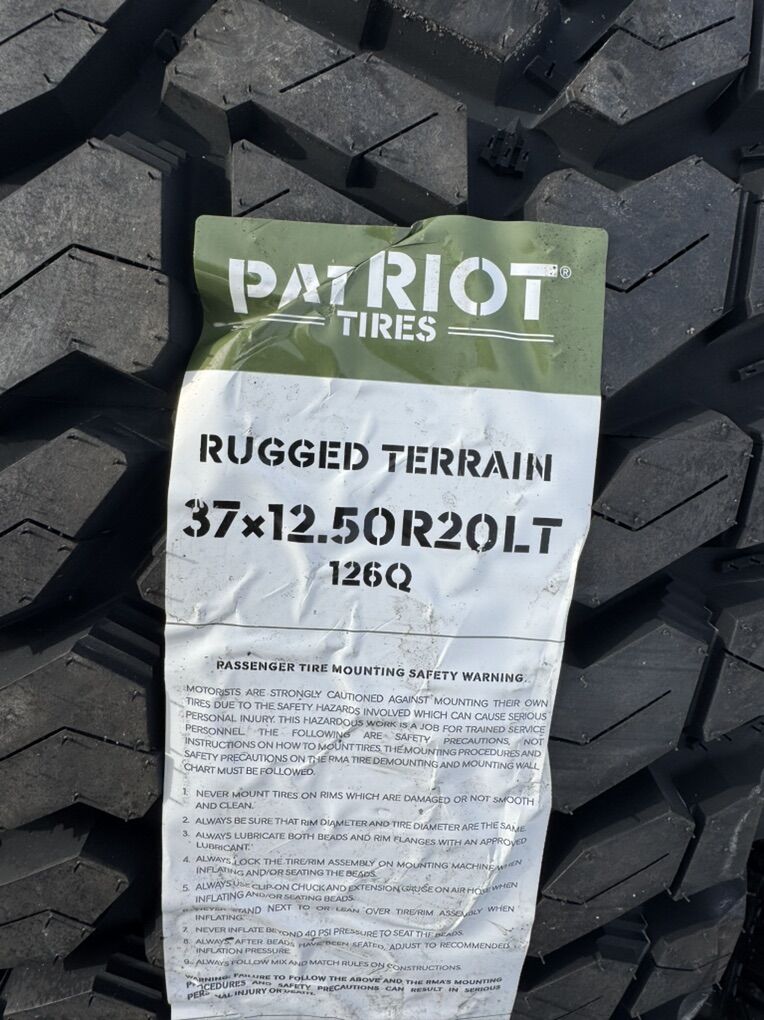 PATRIOT®
TIRES
RUGGED TERRAIN
37×12.50R20LT
126Q
PASSENGER TIRE MOUNTING SAFETY WARNING
MOTORISTS ARE STRONGLY CAUTIONED AGAINST MOUNTING THEIR OWN
TIRES DUE TO THE SAFETY HAZARDS INVOLVED WHICH CAN CAUSE SERIOUS
PERSONAL INJURY. THIS HAZARDOUS WORK IS A JOB FOR TRAINED SERVICE
PERSONNEL THE FOLLOWING ARE SAFETY PRECAUTIONS, NOT
INSTRUCTIONS ON HOW TO MOUNT TIRES, THE MOUNTING PROCEDURES AND
SAFETY PRECAUTIONS ON THE RMA TIRE DEMOUNTING AND MOUNTING WALL
CHART MUST BE FOLLOWED.
1. NEVER MOUNT TIRES ON RIMS WHICH ARE DAMAGED OR NOT SMOOTH
AND CLEAN.
2. ALWAYS BE SURE THAT RIM DIAMETER AND TIRE DIAMETER ARE THE SAME.
3. ALWAYS LUBRICATE BOTH BEADS AND RIM FLANGES WITH AN APPROVED
LUBRICANT.
4. ALWAYS LOCK THE TIRE/RIM ASSEMBLY ON MOUNTING MACHINE WHEN
INFLATING AND/OR SEATING THE BEADS.
5. ALWAYS USE CLIP-ON CHUCK AND EXTENSION GAUSE ON AIR HOSE WHEN
INFLATING AND/OR SEATING BEADS.
6. NEVER STAND NEXT TO OR LEAN OVER TIRE/RIM ASSEMBLY WHEN
INFLATING.
7. NEVER INFLATE BEYOND 40 PSI PRESSURE TO SEAT THE BEADS.
8. ALWAYS, AFTER BEADS HAVE BEEN SEATED, ADJUST TO RECOMMENDED
INFLATION PRESSURE.
9. ALWAYS FOLLOW MIX AND MATCH RULES ON CONSTRUCTIONS.
WARNING: FAILURE TO FOLLOW THE ABOVE AND THE RMA'S MOUNTING
PROCEDURES AND SAFETY PRECAUTIONS CAN RESULT IN SERIOUS
PERSONAL INJURY OR DEATH.